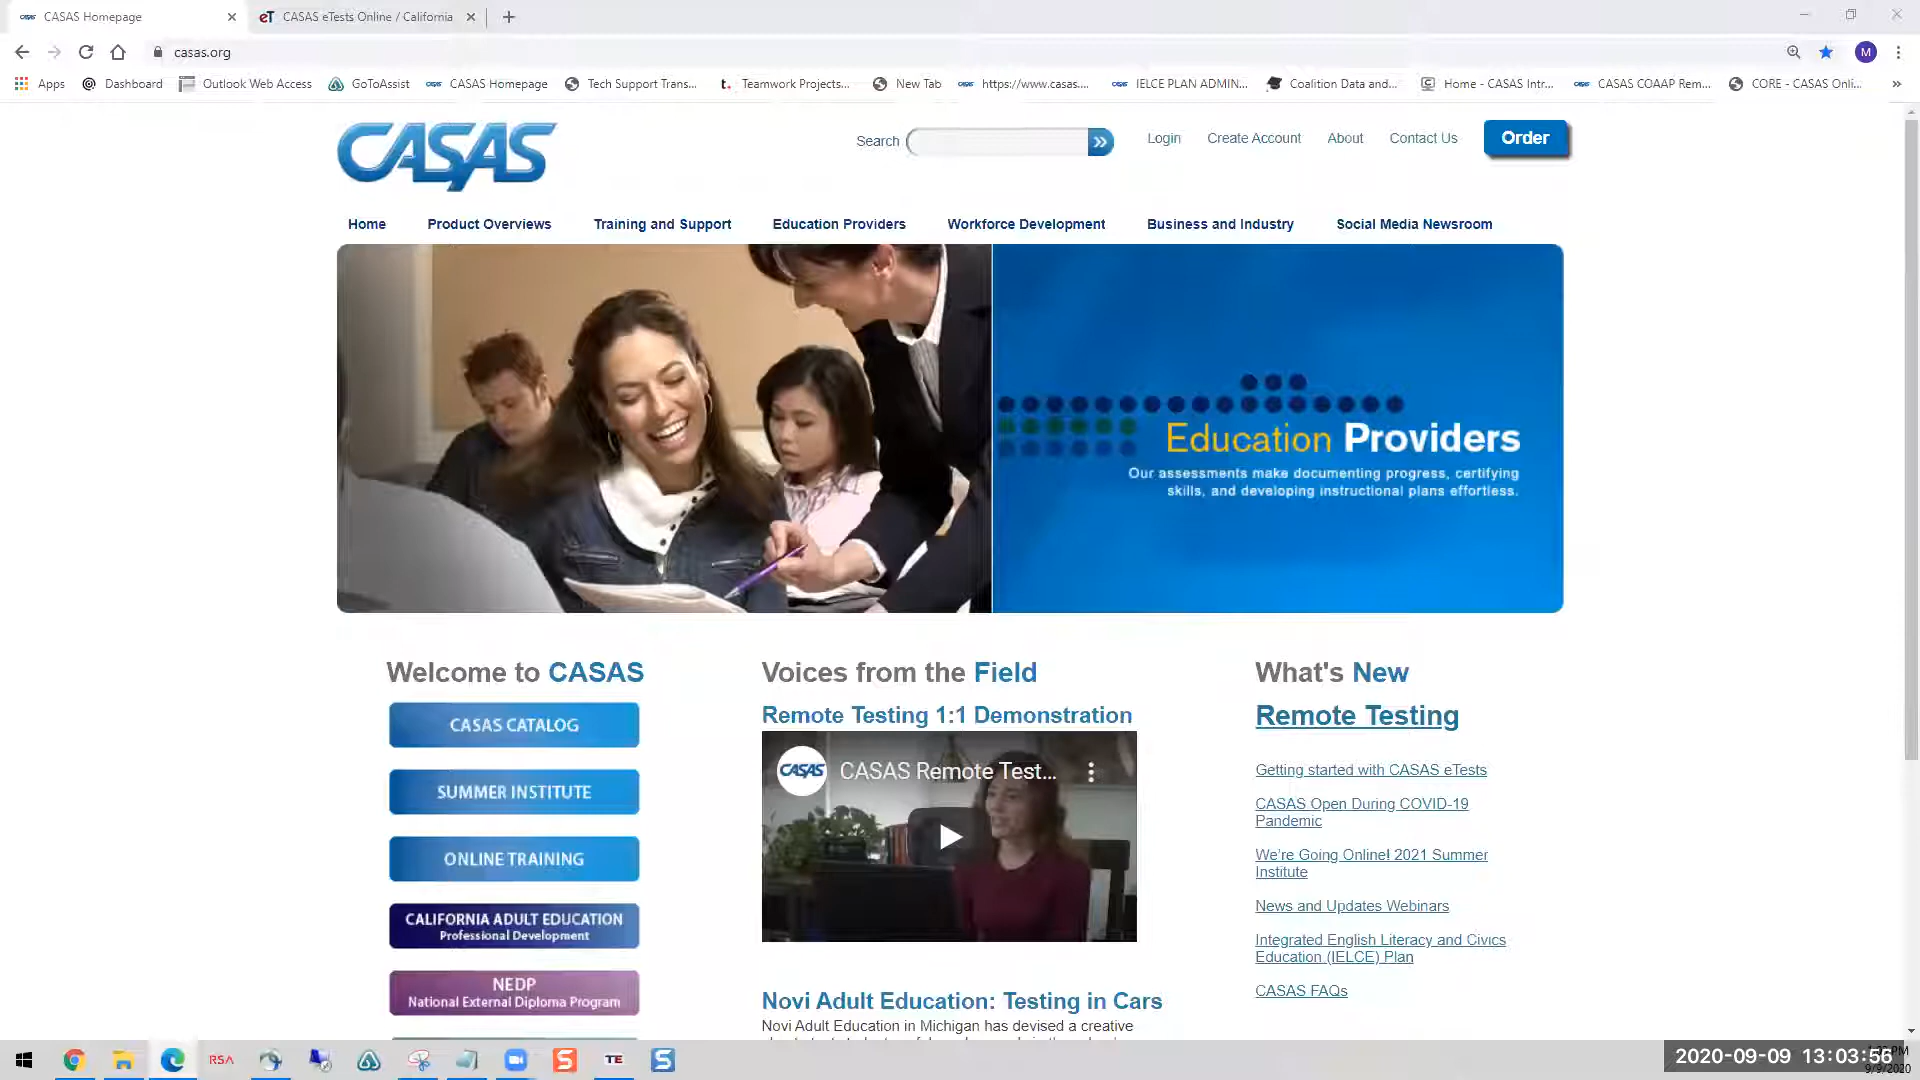 CASAS Homepage
eT CASAS eTests Online / California
casas.org
M
Apps Dashboard Outlook Web Access GoToAssist CASAS Homepage Tech Support Trans... t. Teamwork Projects... New Tab https://www.casas.... IELCE PLAN ADMIN... Coalition Data and... Home - CASAS Intr... CASAS COAAP Rem... CORE - CASAS Onli... »
CASAS
Search » Login Create Account About Contact Us Order
Home Product Overviews Training and Support Education Providers Workforce Development Business and Industry Social Media Newsroom
Education Providers
Our assessments make documenting progress, certifying
skills, and developing instructional plans effortless.
Welcome to CASAS
CASAS CATALOG
SUMMER INSTITUTE
ONLINE TRAINING
CALIFORNIA ADULT EDUCATION
Professional Development
NEDP
National External Diploma Program
Voices from the Field
Remote Testing 1:1 Demonstration
CASAS CASAS Remote Test...
Novi Adult Education: Testing in Cars
Novi Adult Education in Michigan has devised a creative
What's New
Remote Testing
Getting started with CASAS eTests
CASAS Open During COVID-19
Pandemic
We're Going Online! 2021 Summer
Institute
News and Updates Webinars
Integrated English Literacy and Civics
Education (IELCE) Plan
CASAS FAQs
RSA S TE S
2020-09-09 13:03:56
9/9/2020